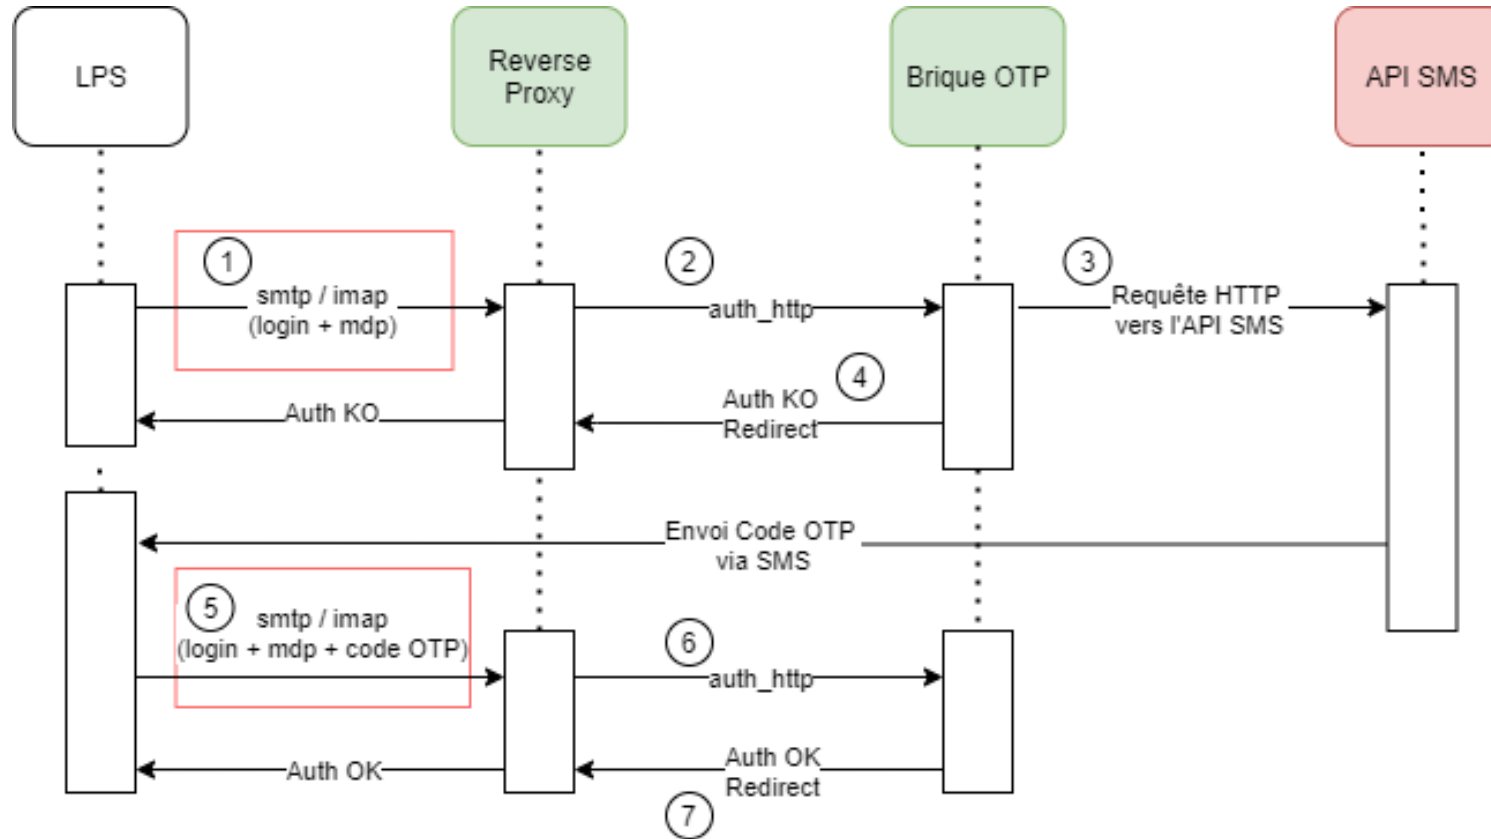 LPS
Reverse
Proxy
Brique OTP
API SMS
1
smtp / imap
(login + mdp)
2
auth_http
3
Requête HTTP
vers l'API SMS
4
Auth KO
Redirect
Auth KO
Envoi Code OTP
via SMS
5
smtp / imap
(login + mdp + code OTP)
6
auth_http
Auth OK
Redirect
7
Auth OK